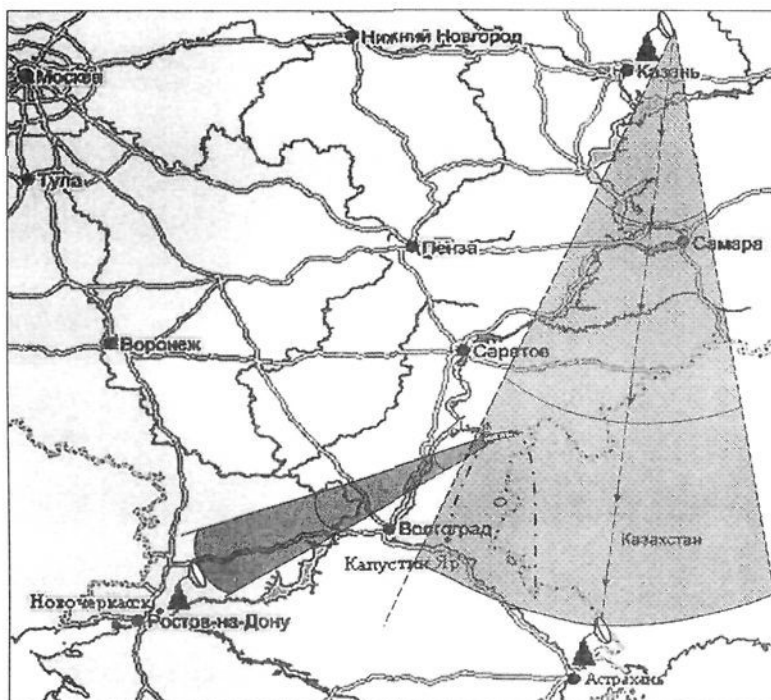 Нижний Новгород
Казань
Москва
Тула
Пенза
Самара
Воронеж
Саратов
Волгоград
Казахстан
Капустин Яр
Новочеркасск
Ростов-на-Дону
Астрахань